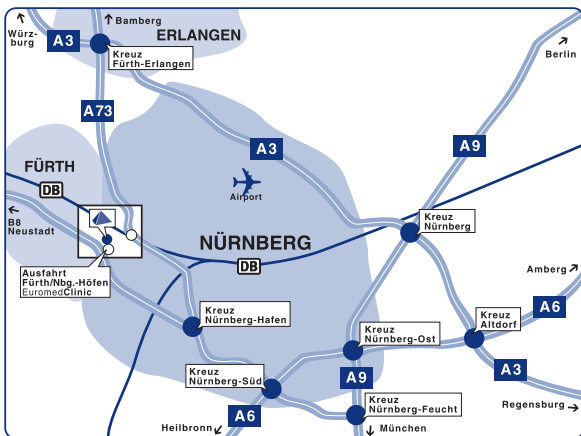 Würz-
burg
A3
Bamberg
ERLANGEN
Kreuz
Fürth-Erlangen
Berlin
A73
A3
A9
FÜRTH
DB
Airport
B8
Neustadt
NÜRNBERG
DB
Kreuz
Nürnberg
Ausfahrt
Fürth/Nbg.-Höfen
EuromedClinic
Amberg
A6
Kreuz
Nürnberg-Hafen
Kreuz
Altdorf
Kreuz
Nürnberg-Ost
Kreuz
Nürnberg-Süd
A9
A3
Kreuz
Nürnberg-Feucht
Regensburg
A6
Heilbronn
München